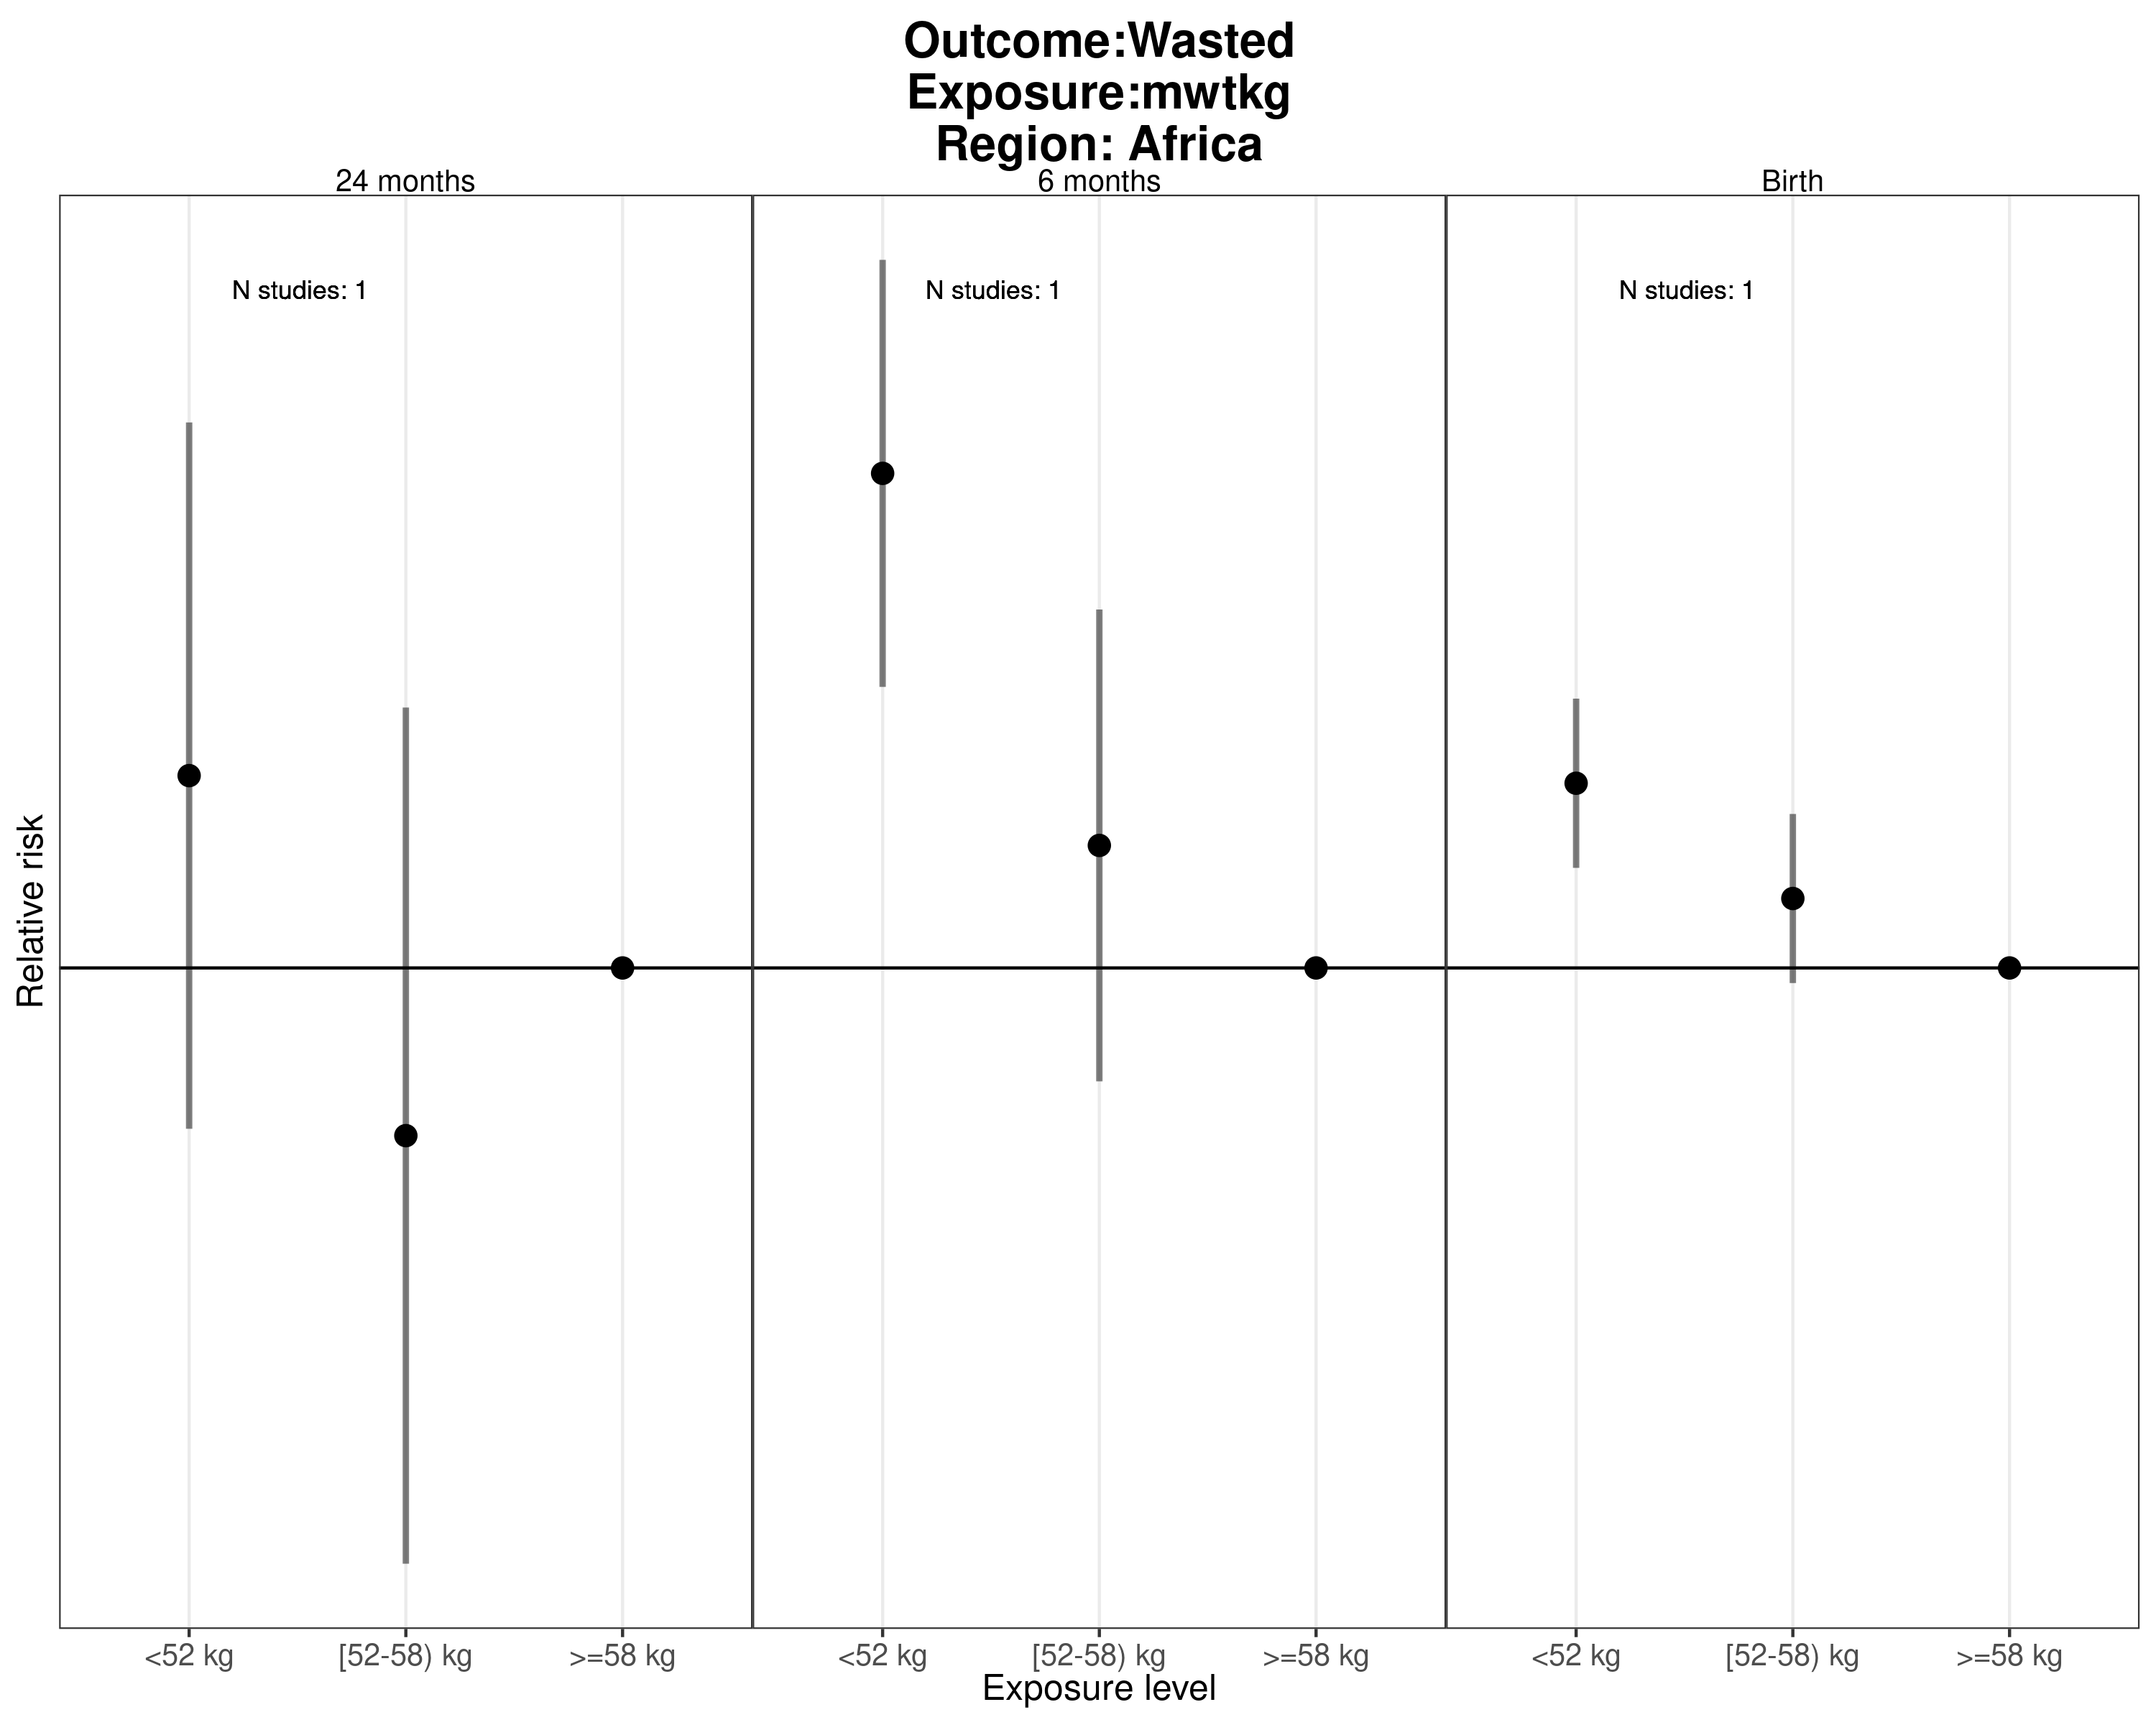 Outcome:Wasted
Exposure:mwtkg
Region: Africa
24 months
6 months
Birth
N studies: 1
N studies: 1
N studies: 1
Relative risk
<52 kg
[52-58) kg
>=58 kg
<52 kg
[52-58) kg
>=58 kg
<52 kg
[52-58) kg
>=58 kg
Exposure level